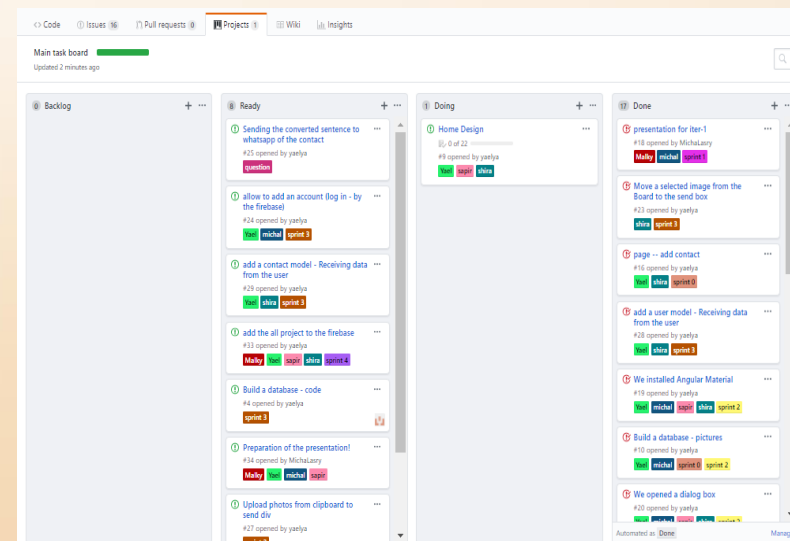 Code Issues 16 Pull requests 0 Projects 1 Wiki Insights
Main task board
Updated 2 minutes ago
0 Backlog
8 Ready
Sending the converted sentence to
whatsapp of the contact
#25 opened by yaelya
question
allow to add an account (log in - by
the firebase)
#24 opened by yaelya
Yael michal sprint 3
add a contact model - Receiving data
from the user
#29 opened by yaelya
Yael shira sprint 3
add the all project to the firebase
#33 opened by yaelya
Malky Yael sapir shira sprint 4
Build a database - code
#4 opened by yaelya
sprint 3
Preparation of the presentation!
#34 opened by MichaLasry
Malky Yael michal sapir
Upload photos from clipboard to
send div
#27 opened by yaelya
1 Doing
Home Design
0 of 22
#9 opened by yaelya
Yael sapir shira
17 Done
presentation for iter-1
#18 opened by MichaLasry
Malky michal sprint 1
Move a selected image from the
Board to the send box
#23 opened by yaelya
shira sprint 3
page -- add contact
#16 opened by yaelya
Yael shira sprint 0
add a user model - Receiving data
from the user
#28 opened by yaelya
Yael shira sprint 3
We installed Angular Material
#19 opened by yaelya
Yael michal sapir shira sprint 2
Build a database - pictures
#10 opened by yaelya
Yael michal sprint 0 sprint 2
We opened a dialog box
#20 opened by yaelya
Automated as Done Manag